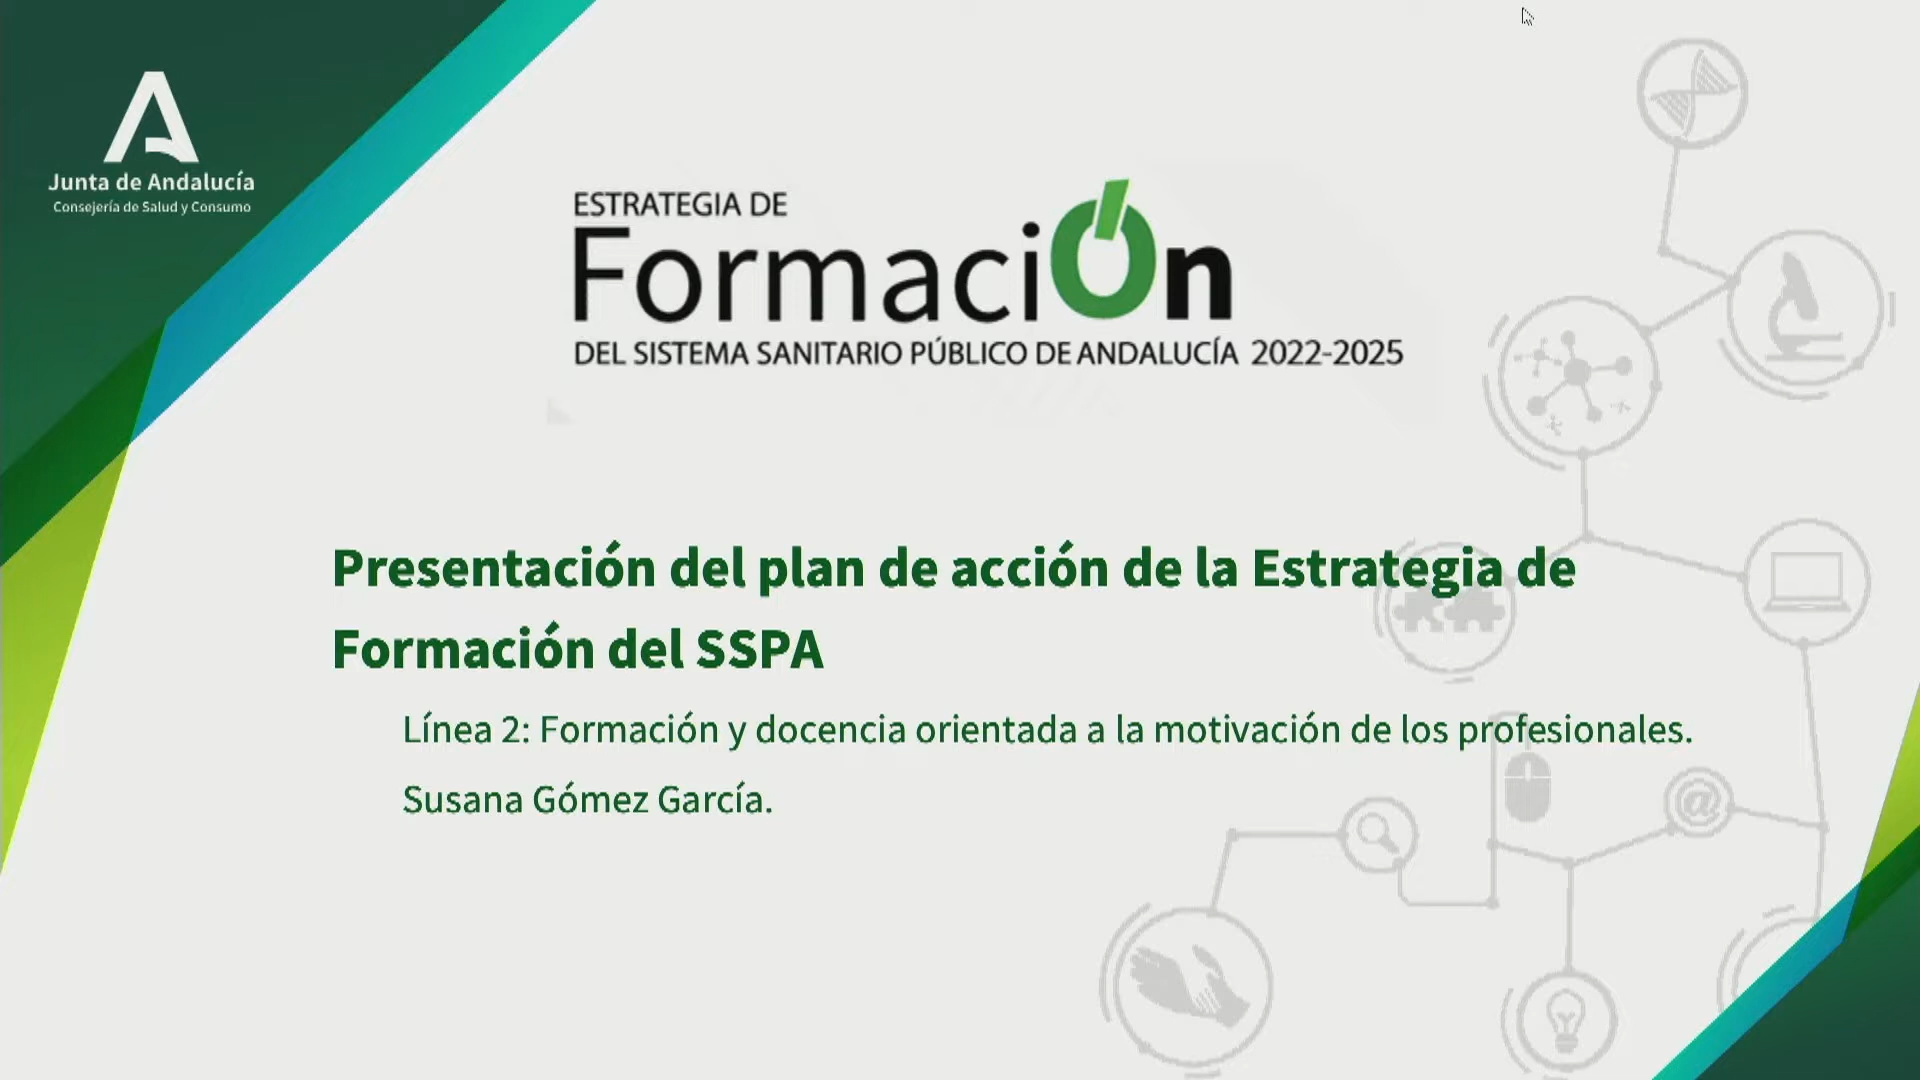 Junta de Andalucía
Consejería de Salud y Consumo
ESTRATEGIA DE
Formación
DEL SISTEMA SANITARIO PÚBLICO DE ANDALUCÍA 2022-2025
Presentación del plan de acción de la Estrategia de
Formación del SSPA
Línea 2: Formación y docencia orientada a la motivación de los profesionales.
Susana Gómez García.
@